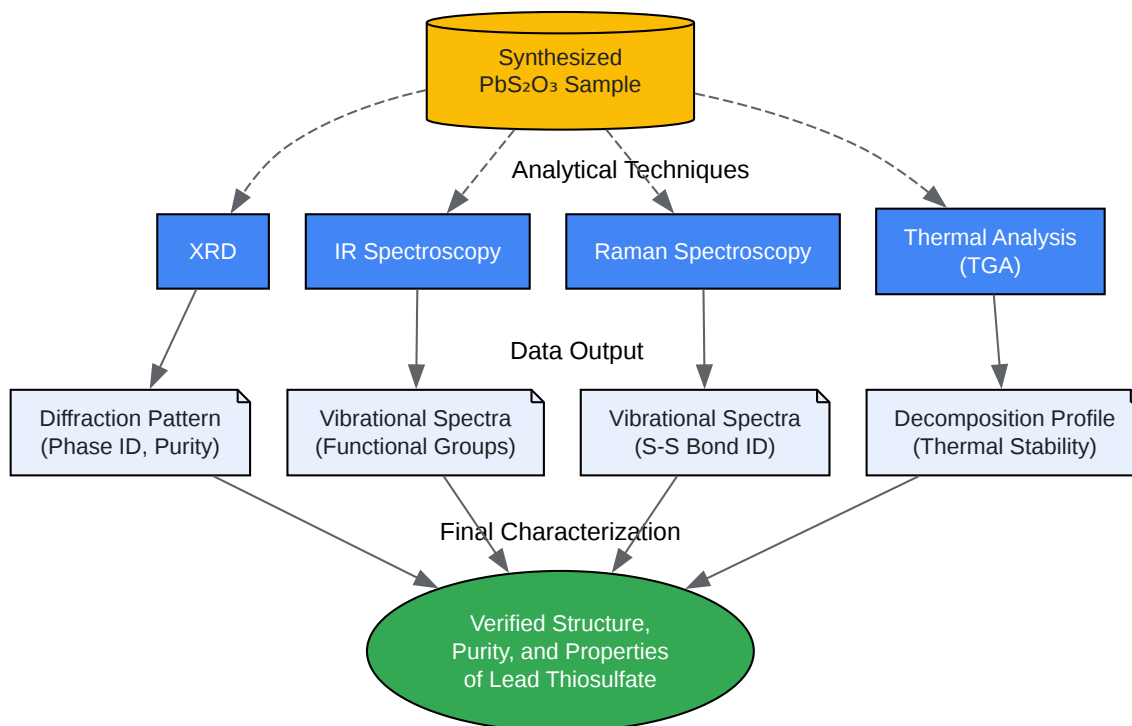 Synthesized
PbS₂O₃ Sample
Analytical Techniques
XRD
IR Spectroscopy
Raman Spectroscopy
Thermal Analysis
(TGA)
Data Output
Diffraction Pattern
(Phase ID, Purity)
Vibrational Spectra
(Functional Groups)
Vibrational Spectra
(S-S Bond ID)
Decomposition Profile
(Thermal Stability)
Final Characterization
Verified Structure,
Purity, and Properties
of Lead Thiosulfate